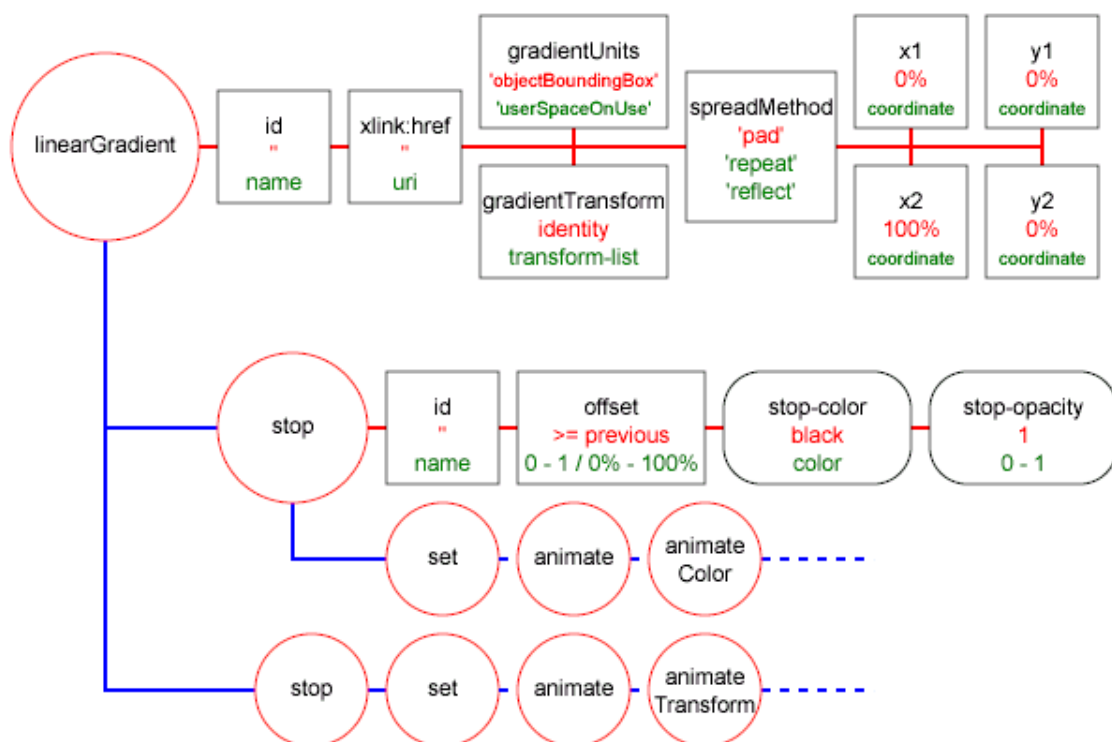 linearGradient
id
''
name
xlink:href
''
uri
gradientUnits
'objectBoundingBox'
'userSpaceOnUse'
gradientTransform
identity
transform-list
spreadMethod
'pad'
'repeat'
'reflect'
x1
0%
coordinate
y1
0%
coordinate
x2
100%
coordinate
y2
0%
coordinate
stop
id
''
name
offset
>= previous
0 - 1 / 0% - 100%
stop-color
black
color
stop-opacity
1
0 - 1
set
animate
animate
Color
stop
set
animate
animate
Transform